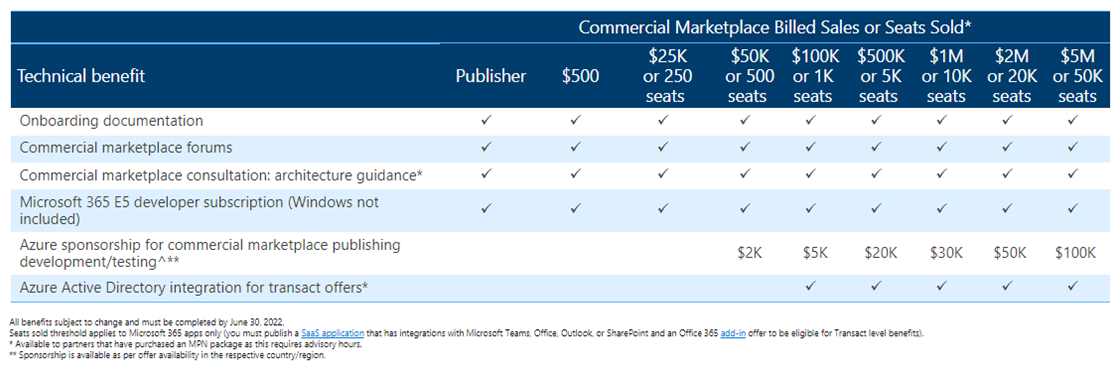 Commercial Marketplace Billed Sales or Seats Sold*
Technical benefit Publisher $500 $25K or 250 seats $50K or 500 seats $100K or 1K seats $500K or 5K seats $1M or 10K seats $2M or 20K seats $5M or 50K seats
Onboarding documentation ✓ ✓ ✓ ✓ ✓ ✓ ✓ ✓ ✓
Commercial marketplace forums ✓ ✓ ✓ ✓ ✓ ✓ ✓ ✓ ✓
Commercial marketplace consultation: architecture guidance* ✓ ✓ ✓ ✓ ✓ ✓ ✓ ✓ ✓
Microsoft 365 E5 developer subscription (Windows not
included) ✓ ✓ ✓ ✓ ✓ ✓ ✓ ✓ ✓
Azure sponsorship for commercial marketplace publishing
development/testing^** $2K $5K $20K $30K $50K $100K
Azure Active Directory integration for transact offers* ✓ ✓ ✓ ✓ ✓
All benefits subject to change and must be completed by June 30, 2022.
Seats sold threshold applies to Microsoft 365 apps only (you must publish a SaaS application that has integrations with Microsoft Teams, Office, Outlook, or SharePoint and an Office 365 add-in offer to be eligible for Transact level benefits).
* Available to partners that have purchased an MPN package as this requires advisory hours.
** Sponsorship is available as per offer availability in the respective country/region.